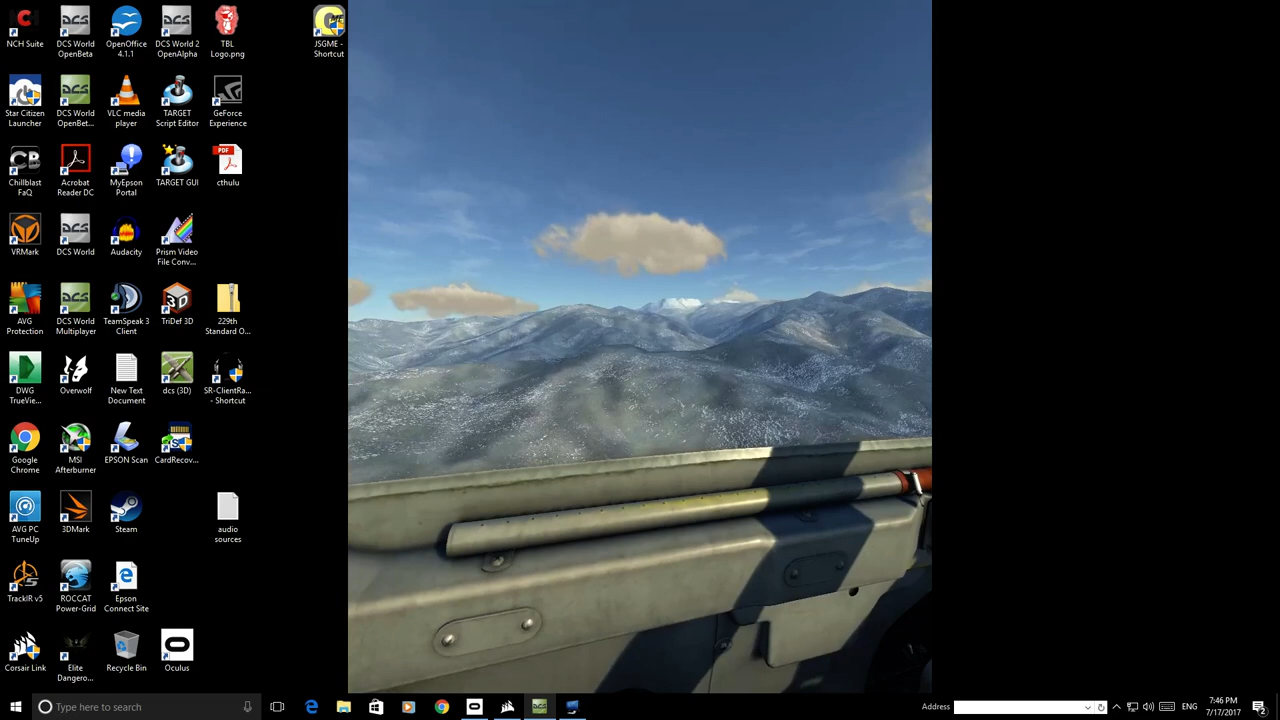 NCH Suite
DCS World
OpenBeta
OpenOffice
4.1.1
DCS World 2
OpenAlpha
TBL
Logo.png
JSGME -
Shortcut
Star Citizen
Launcher
DCS World
OpenBet...
VLC media
player
TARGET
Script Editor
GeForce
Experience
Chillblast
FaQ
Acrobat
Reader DC
MyEpson
Portal
TARGET GUI
PDF
cthulu
VRMark
DCS World
Audacity
Prism Video
File Conv...
AVG
Protection
DCS World
Multiplayer
TeamSpeak 3
Client
TriDef 3D
229th
Standard O...
DWG
TrueVie...
Overwolf
New Text
Document
dcs (3D)
SR-ClientRa...
- Shortcut
Google
Chrome
MSI
Afterburner
EPSON Scan
CardRecov...
AVG PC
TuneUp
3DMark
Steam
audio
sources
TrackIR v5
ROCCAT
Power-Grid
Epson
Connect Site
Corsair Link
Elite
Dangero...
Recycle Bin
Oculus
Type here to search
Address
ENG
7:46 PM
7/17/2017
2